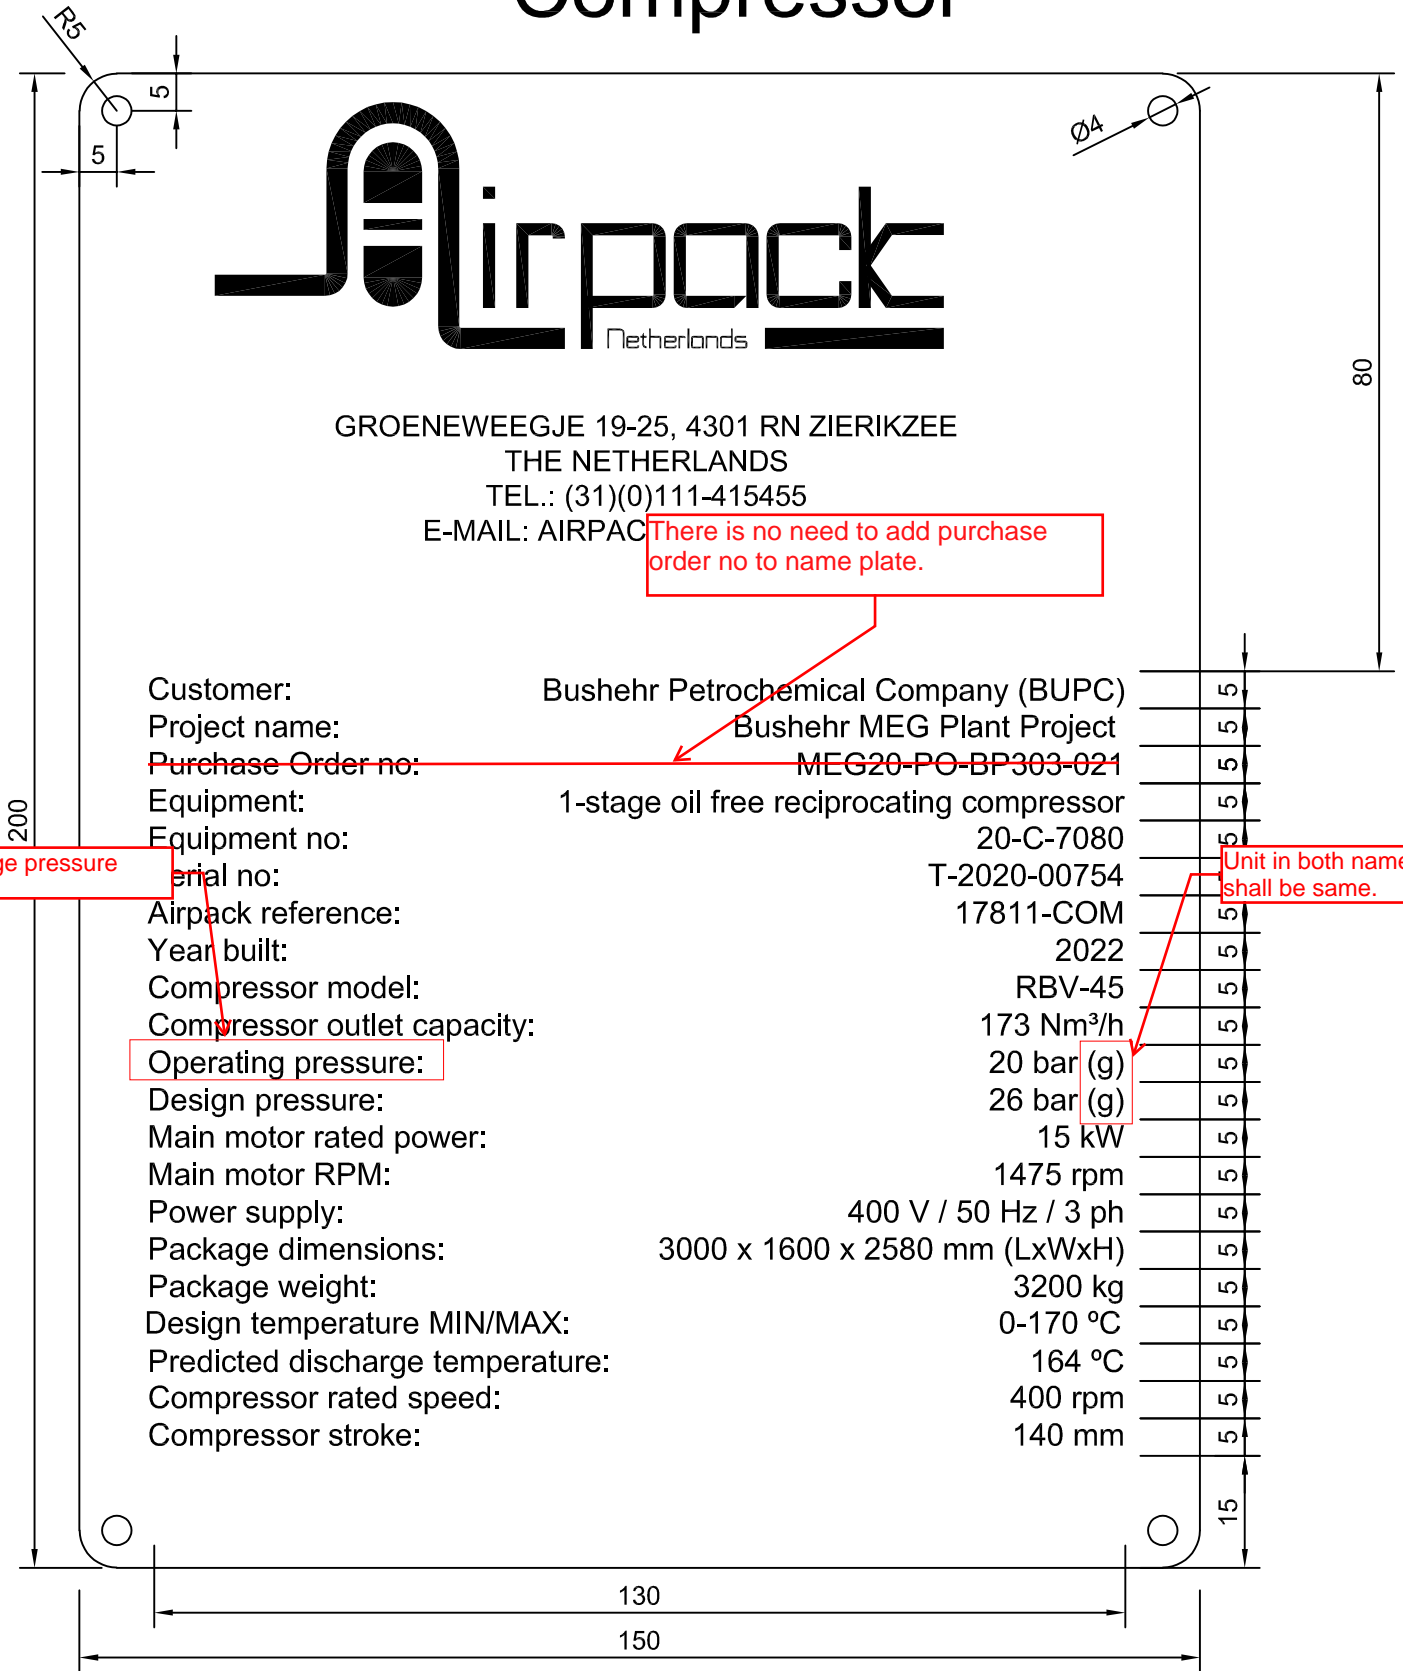 Compressor
R5
5
5
Ø4
Airpack
Netherlands
80
GROENEWEEGJE 19-25, 4301 RN ZIERIKZEE
THE NETHERLANDS
TEL.: (31)(0)111-415455
E-MAIL: AIRPAC
There is no need to add purchase
order no to name plate.
Customer: Bushehr Petrochemical Company (BUPC) 5
Project name: Bushehr MEG Plant Project 5
Purchase Order no: MEG20-PO-BP303-021 5
Equipment: 1-stage oil free reciprocating compressor 5
200
Equipment no: 20-C-7080 5
ge pressure
Unit in both name
shall be same.
erial no: T-2020-00754
Airpack reference: 17811-COM 5
Year built: 2022 5
Compressor model: RBV-45 5
Compressor outlet capacity: 173 Nm³/h 5
Operating pressure: 20 bar (g) 5
Design pressure: 26 bar (g) 5
Main motor rated power: 15 kW 5
Main motor RPM: 1475 rpm 5
Power supply: 400 V / 50 Hz / 3 ph 5
Package dimensions: 3000 x 1600 x 2580 mm (LxWxH) 5
Package weight: 3200 kg 5
Design temperature MIN/MAX: 0-170 ºC 5
Predicted discharge temperature: 164 ºC 5
Compressor rated speed: 400 rpm 5
Compressor stroke: 140 mm 5
15
130
150